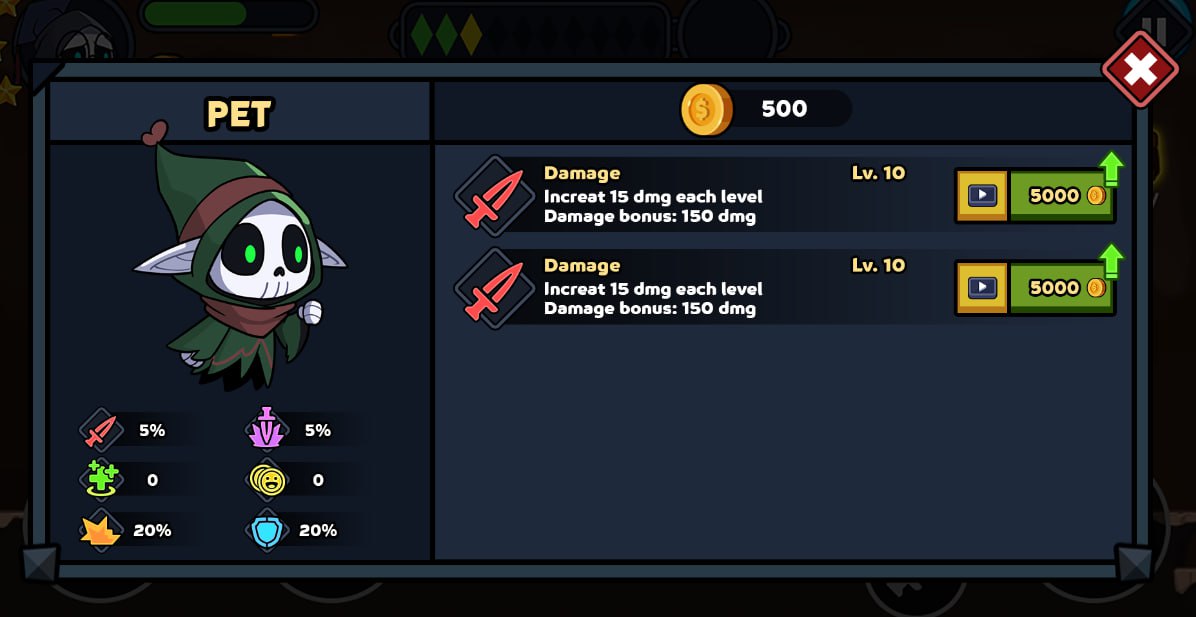 PET
500
Damage
Lv. 10
Increat 15 dmg each level
Damage bonus: 150 dmg
5000
Damage
Lv. 10
Increat 15 dmg each level
Damage bonus: 150 dmg
5000
5%
5%
0
0
20%
20%